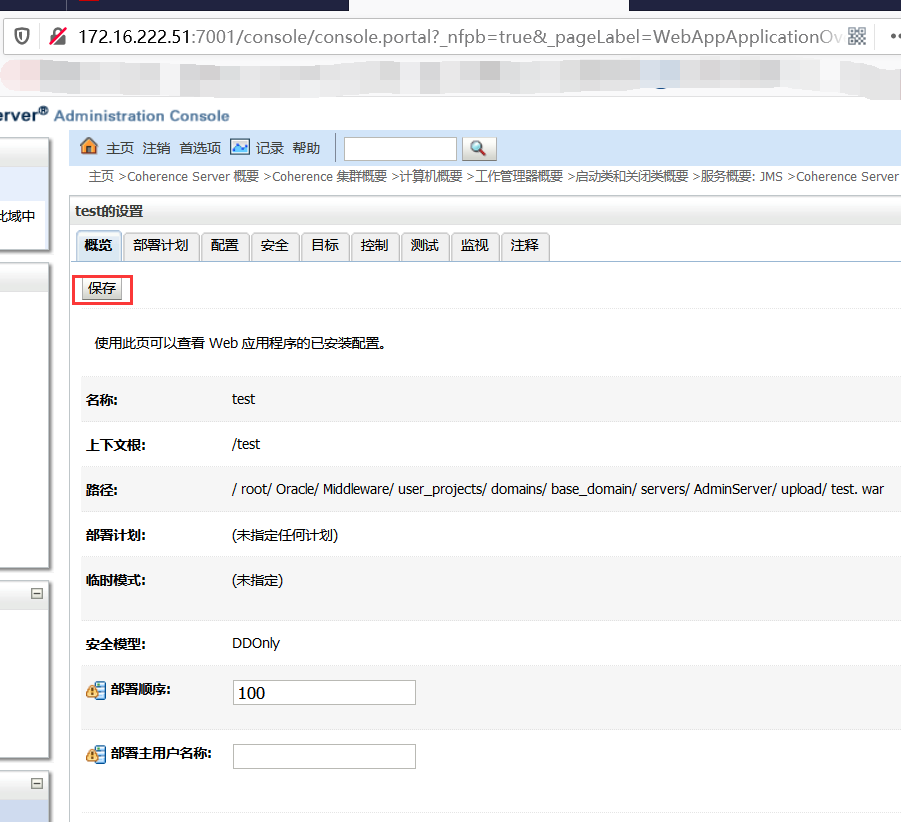 172.16.222.51:7001/console/console.portal?_nfpb=true&_pageLabel=WebAppApplicationOv
erver® Administration Console
主页 注销 首选项 记录 帮助
主页 >Coherence Server 概要 >Coherence 集群概要 >计算机概要 >工作管理器概要 >启动类和关闭类概要 >服务概要: JMS >Coherence Server
此域中
test的设置
概览 部署计划 配置 安全 目标 控制 测试 监视 注释
保存
使用此页可以查看 Web 应用程序的已安装配置。
名称: test
上下文根: /test
路径: / root/ Oracle/ Middleware/ user_projects/ domains/ base_domain/ servers/ AdminServer/ upload/ test. war
部署计划: (未指定任何计划)
临时模式: (未指定)
安全模型: DDOnly
部署顺序: 100
部署主用户名称: